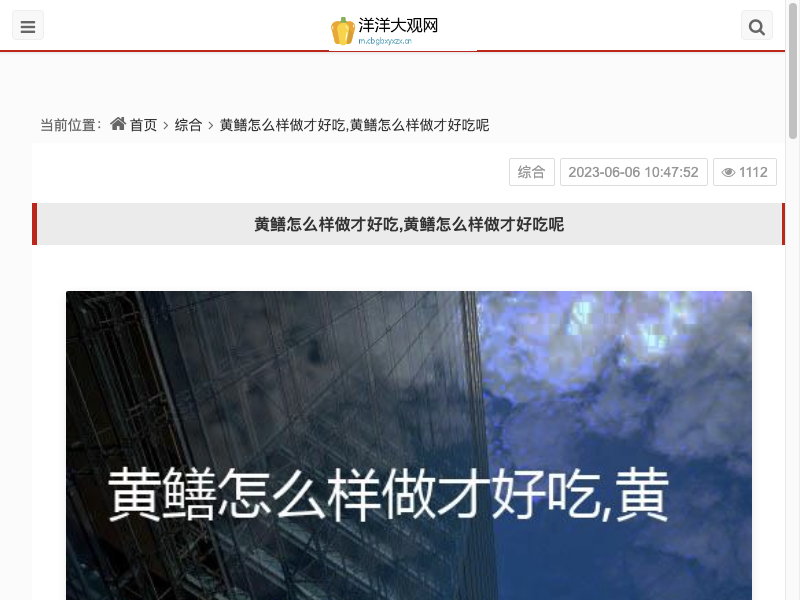 洋洋大观网
m.cbgbxyxzx.cn
当前位置：首页 > 综合 > 黄鳝怎么样做才好吃,黄鳝怎么样做才好吃呢
综合 2023-06-06 10:47:52 1112
黄鳝怎么样做才好吃,黄鳝怎么样做才好吃呢
黄鳝怎么样做才好吃,黄